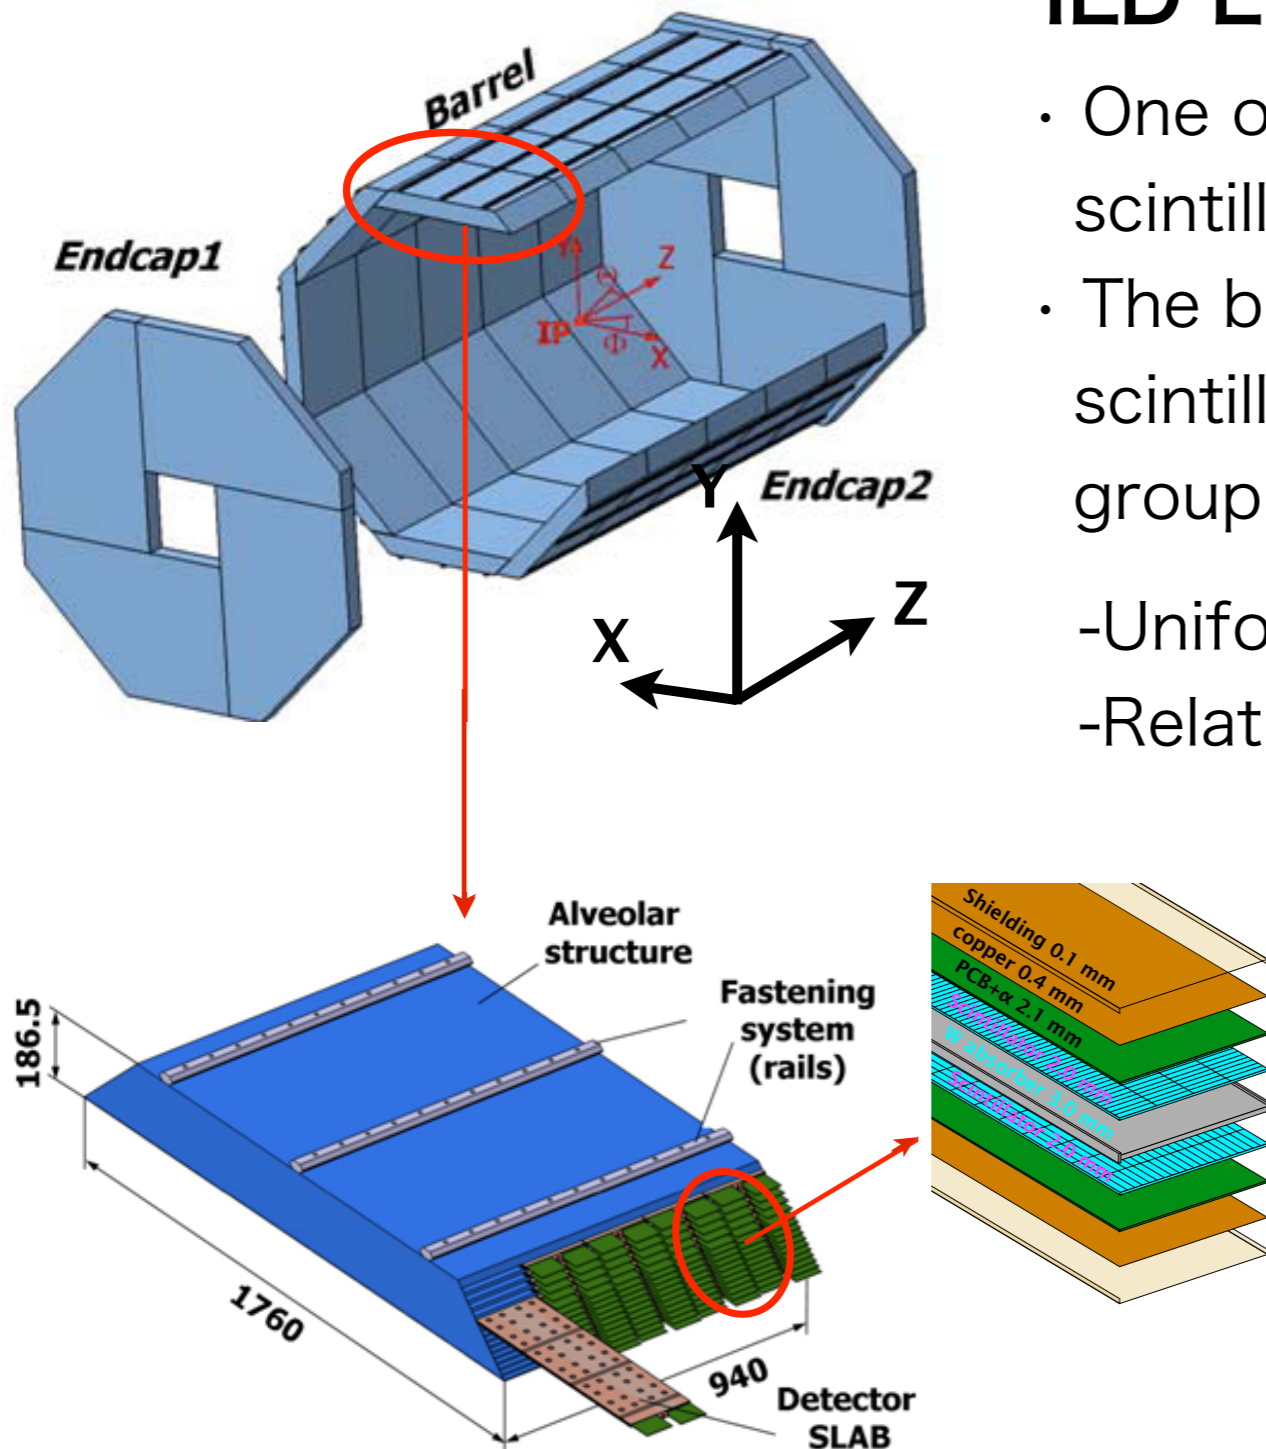 ILD E
· One o
scintill
· The b
scintill
group
-Unifo
-Relat
Barrel
Endcap1
Y
Z
Θ
IP
Φ
X
Endcap2
Y
Z
X
Alveolar
structure
Fastening
system
(rails)
186.5
1760
940
Detector
SLAB
Shielding 0.1 mm
copper 0.4 mm
PCB+α 2.1 mm
Scintillator 2.0 mm
W absorber 3.0 mm
Scintillator 2.0 mm